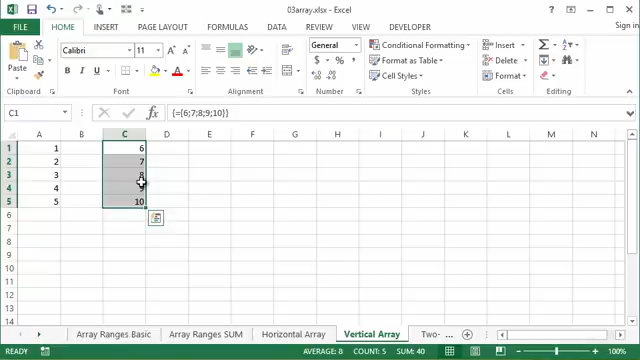 03array.xlsx - Excel
FILE HOME INSERT PAGE LAYOUT FORMULAS DATA REVIEW VIEW DEVELOPER Sign in
Paste Calibri 11 A A General Conditional Formatting Insert
B I U A $ % , Format as Table Delete
Cell Styles Format
Clipboard Font Alignment Number Styles Cells Editing
C1 fx {={6;7;8;9;10}}
A B C D E F G H I J K L M N
1 1 6
2 2 7
3 3 8
4 4 9
5 5 10
6
7
8
9
10
11
12
13
14
Array Ranges Basic Array Ranges SUM Horizontal Array Vertical Array Two- ...
READY AVERAGE: 8 COUNT: 5 SUM: 40 100%